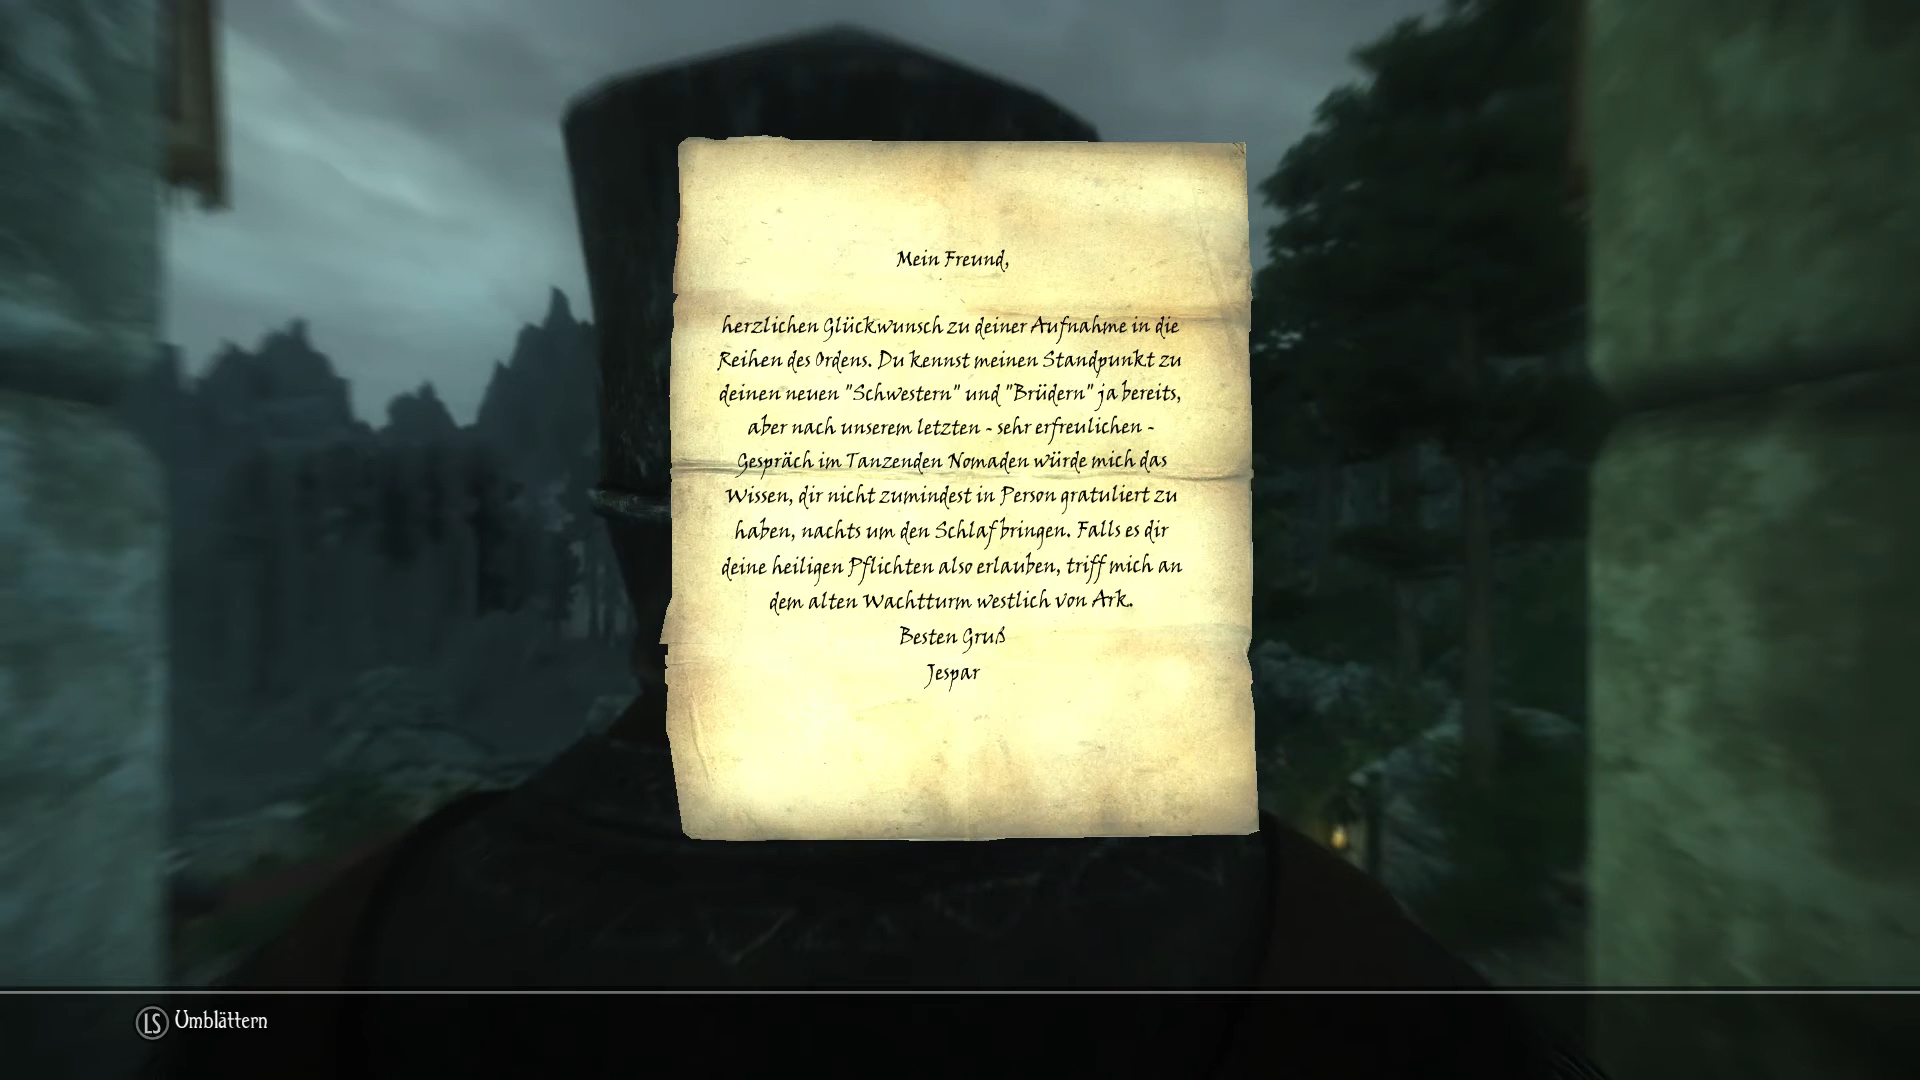 Mein Freund,
herzlichen Glückwunsch zu deiner Aufnahme in die
Reihen des Ordens. Du kennst meinen Standpunkt zu
deinen neuen "Schwestern" und "Brüdern" ja bereits,
aber nach unserem letzten - sehr erfreulichen -
Gespräch im Tanzenden Nomaden würde mich das
Wissen, dir nicht zumindest in Person gratuliert zu
haben, nachts um den Schlaf bringen. Falls es dir
deine heiligen Pflichten also erlauben, triff mich an
dem alten Wachtturm westlich von Ark.
Besten Gruß
Jespar
LS Umblättern